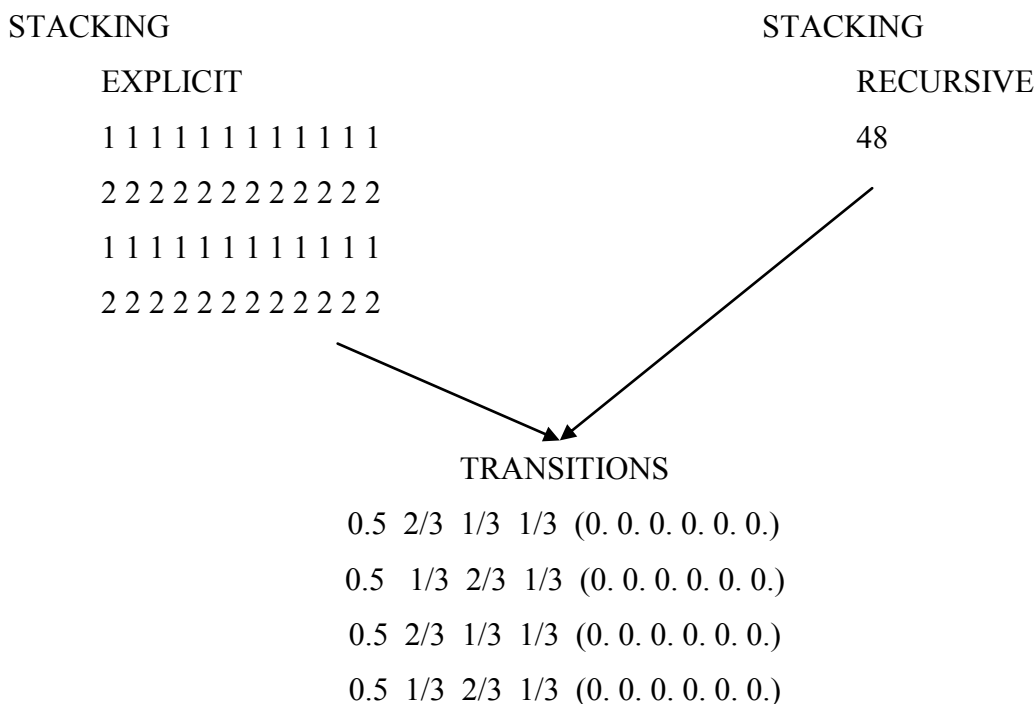 STACKING STACKING
EXPLICIT RECURSIVE
1 1 1 1 1 1 1 1 1 1 1 1 48
2 2 2 2 2 2 2 2 2 2 2 2
1 1 1 1 1 1 1 1 1 1 1 1
2 2 2 2 2 2 2 2 2 2 2 2
TRANSITIONS
0.5 2/3 1/3 1/3 (0. 0. 0. 0. 0. 0.)
0.5 1/3 2/3 1/3 (0. 0. 0. 0. 0. 0.)
0.5 2/3 1/3 1/3 (0. 0. 0. 0. 0. 0.)
0.5 1/3 2/3 1/3 (0. 0. 0. 0. 0. 0.)